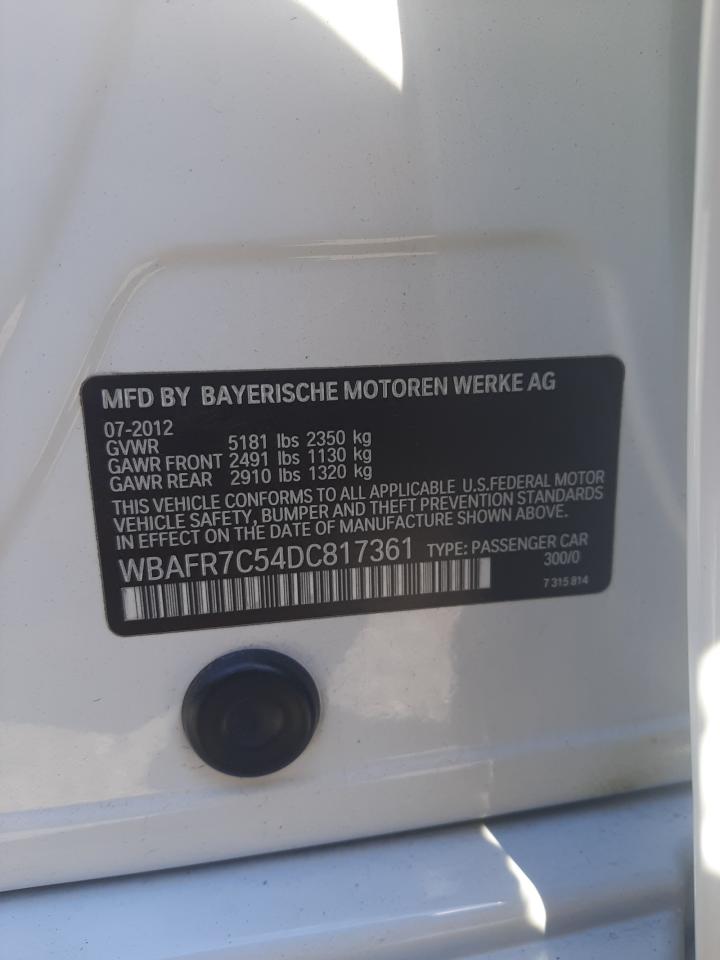 MFD BY BAYERISCHE MOTOREN WERKE AG
07-2012
GVWR 5181 lbs 2350 kg
GAWR FRONT 2491 lbs 1130 kg
GAWR REAR 2910 lbs 1320 kg
THIS VEHICLE CONFORMS TO ALL APPLICABLE U.S.FEDERAL MOTOR
VEHICLE SAFETY, BUMPER AND THEFT PREVENTION STANDARDS
IN EFFECT ON THE DATE OF MANUFACTURE SHOWN ABOVE.
WBAFR7C54DC817361 TYPE: PASSENGER CAR
300/0
7 315 814